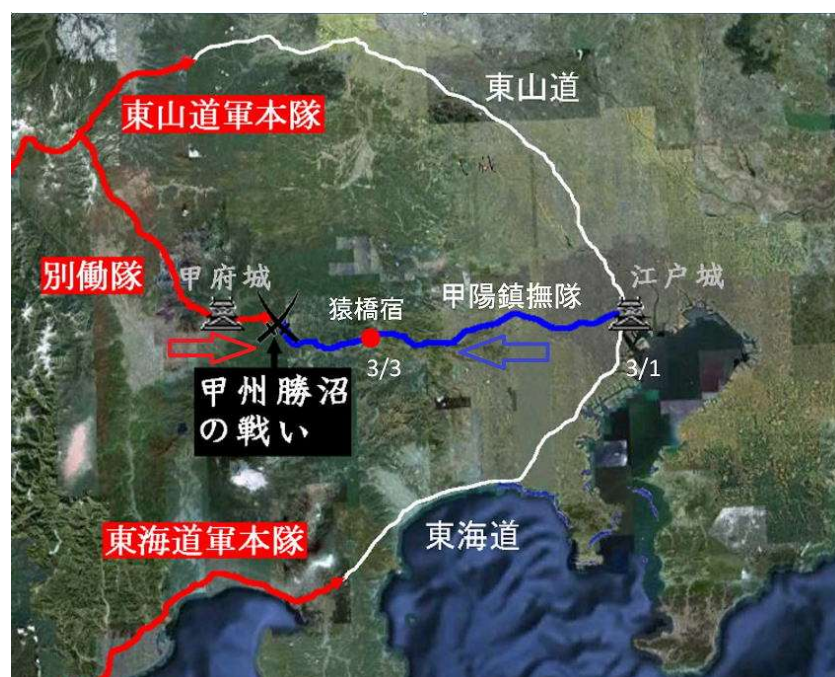 東山道
東山道軍本隊
別働隊
甲府城
猿橋宿
甲陽鎮撫隊
江戸城
3/3
3/1
甲州勝沼
の戦い
東海道軍本隊
東海道